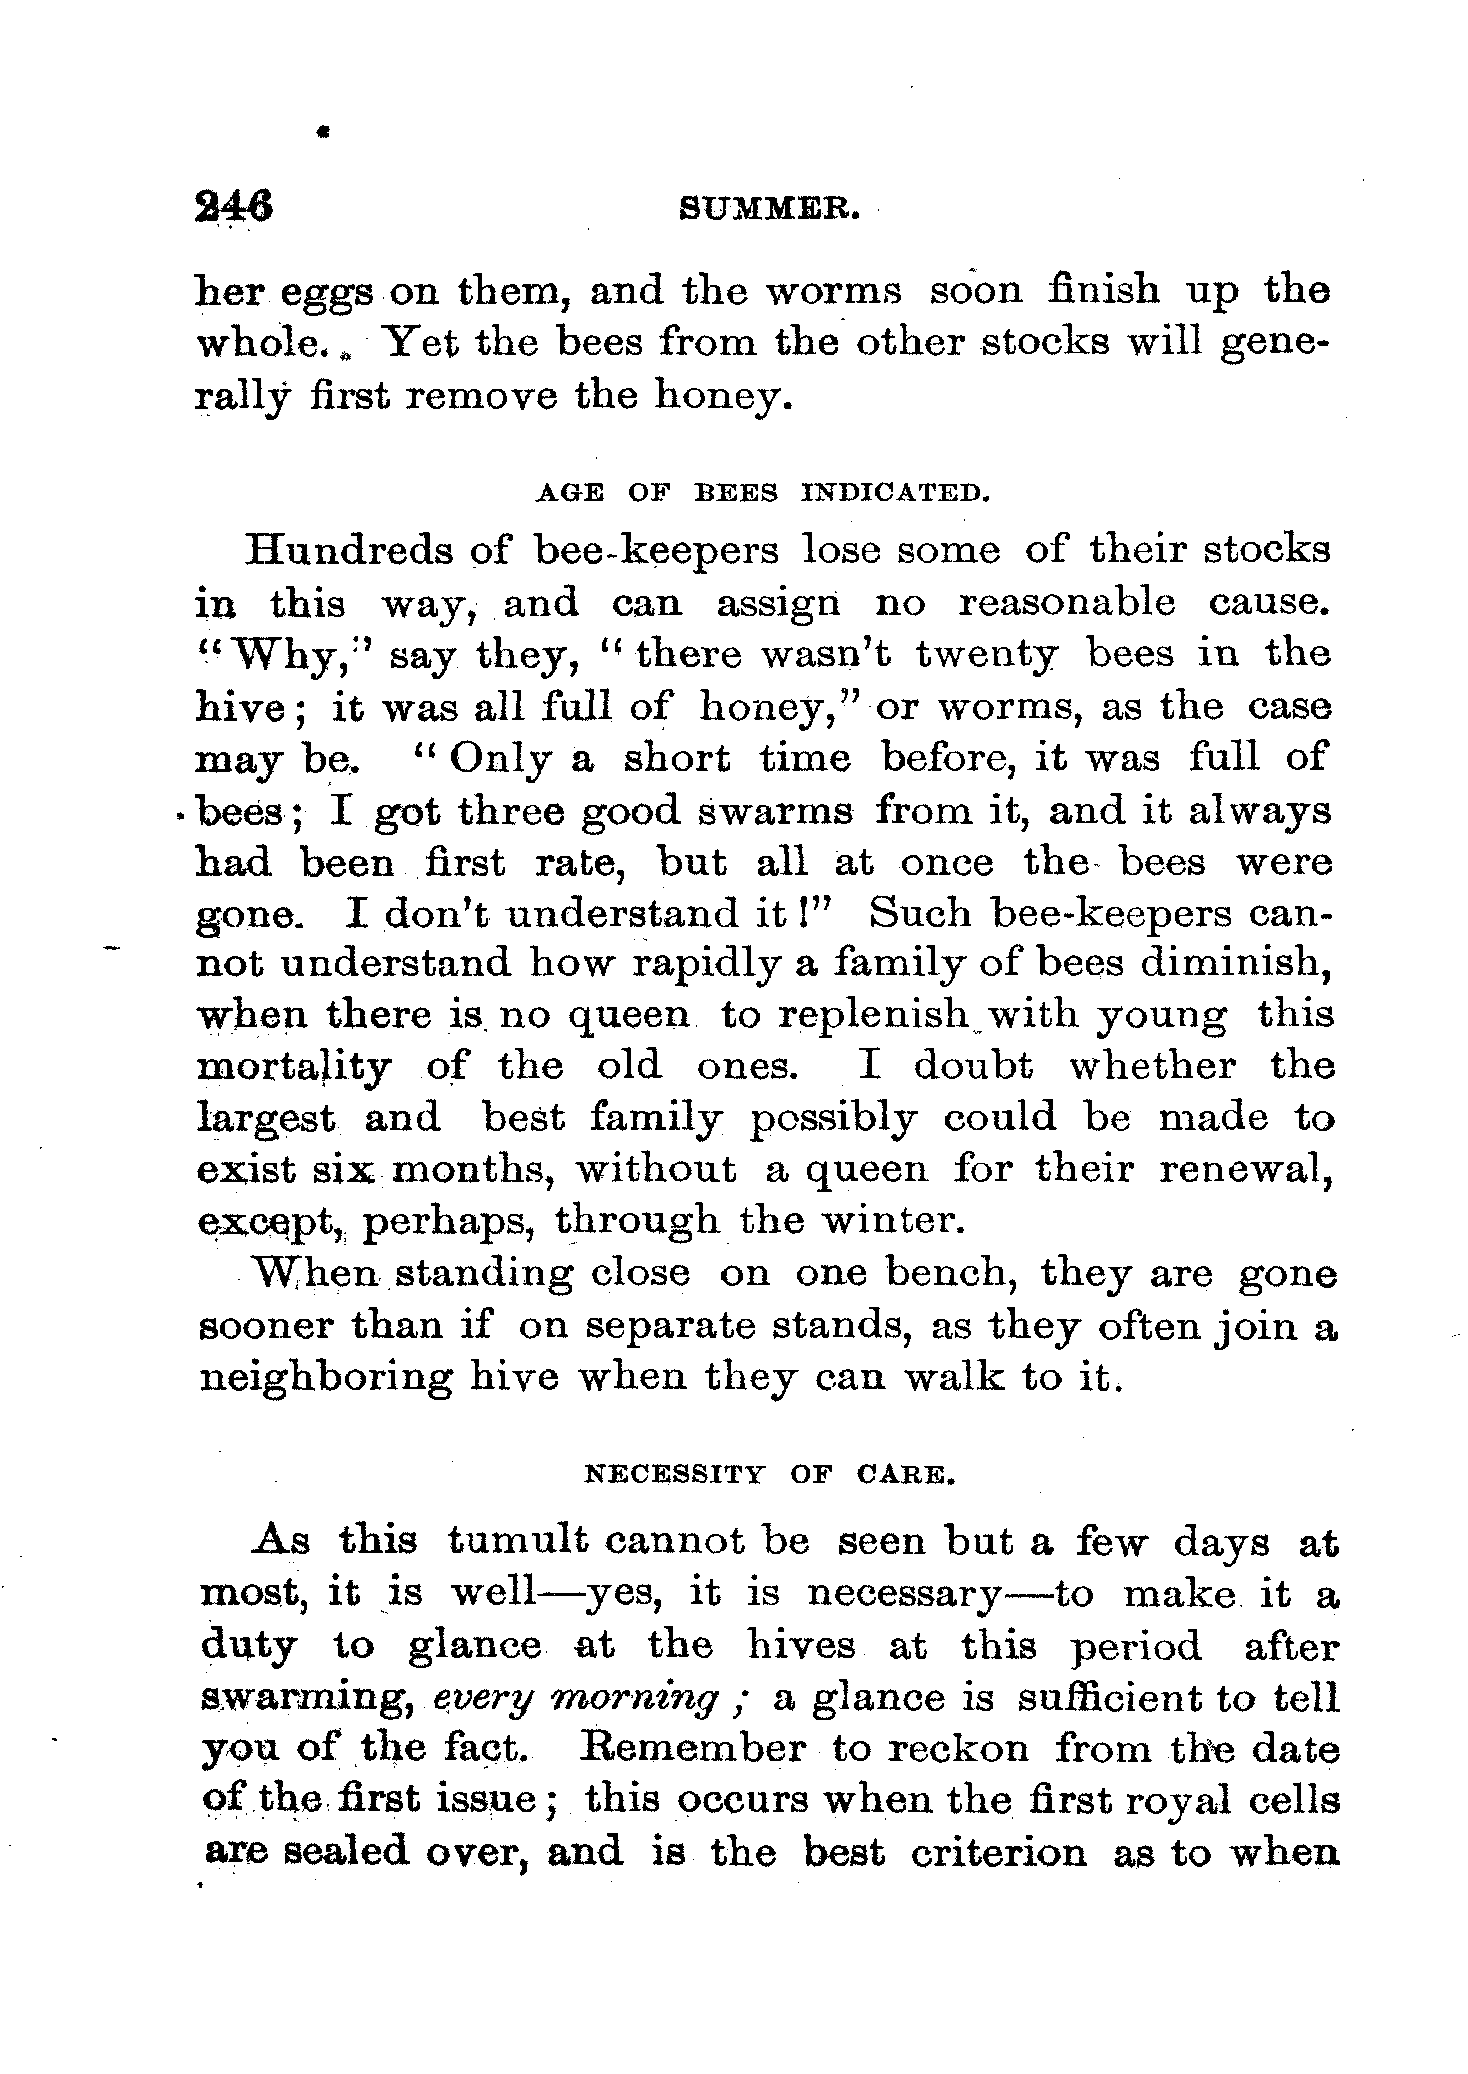 246 SUMMER.
her eggs on them, and the worms soon finish up the
whole. Yet the bees from the other stocks will gene-
rally first remove the honey.
AGE OF BEES INDICATED.
Hundreds of bee-keepers lose some of their stocks
in this way, and can assign no reasonable cause.
"Why," say they, "there wasn't twenty bees in the
hive; it was all full of honey," or worms, as the case
may be. "Only a short time before, it was full of
bees; I got three good swarms from it, and it always
had been first rate, but all at once the bees were
gone. I don't understand it!" Such bee-keepers can-
not understand how rapidly a family of bees diminish,
when there is no queen to replenish with young this
mortality of the old ones. I doubt whether the
largest and best family possibly could be made to
exist six months, without a queen for their renewal,
except, perhaps, through the winter.
When standing close on one bench, they are gone
sooner than if on separate stands, as they often join a
neighboring hive when they can walk to it.
NECESSITY OF CARE.
As this tumult cannot be seen but a few days at
most, it is well—yes, it is necessary—to make it a
duty to glance at the hives at this period after
swarming, every morning; a glance is sufficient to tell
you of the fact. Remember to reckon from the date
of the first issue; this occurs when the first royal cells
are sealed over, and is the best criterion as to when